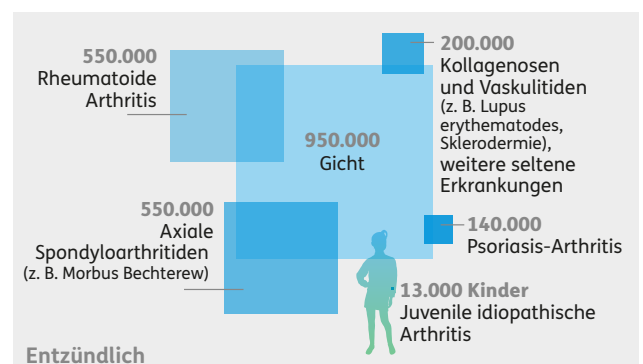 550.000
Rheumatoide
Arthritis
200.000
Kollagenosen
und Vaskulitiden
(z. B. Lupus
erythematodes,
Sklerodermie),
weitere seltene
Erkrankungen
950.000
Gicht
550.000
Axiale
Spondyloarthritiden
(z. B. Morbus Bechterew)
140.000
Psoriasis-Arthritis
13.000 Kinder
Juvenile idiopathische
Arthritis
Entzündlich